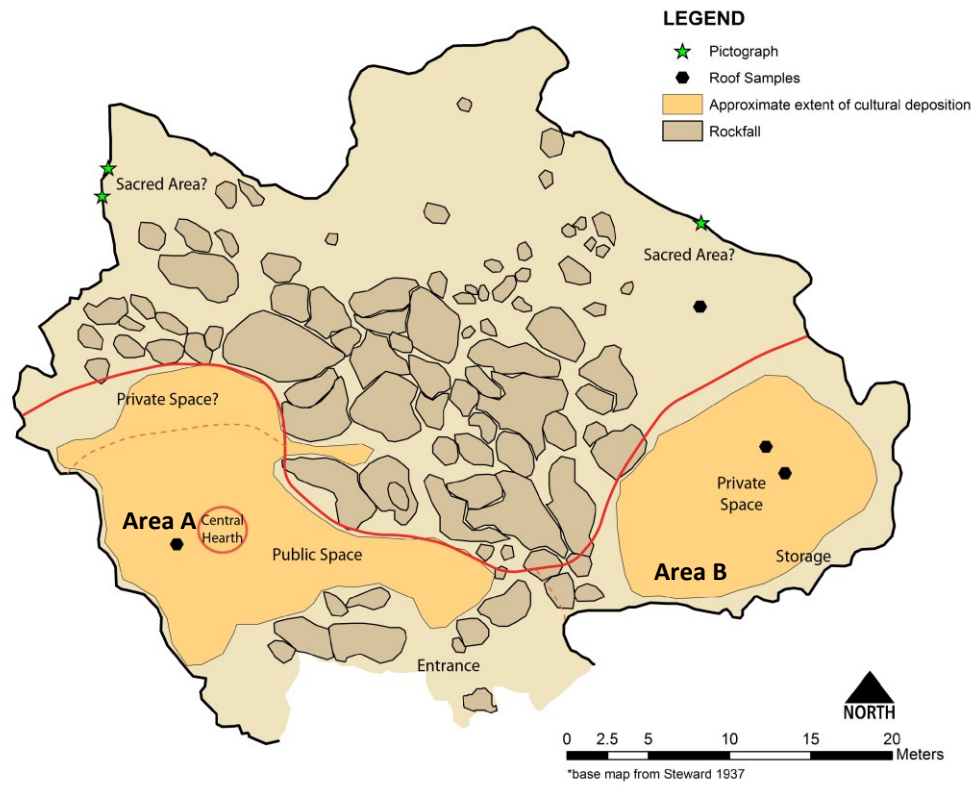 LEGEND
Pictograph
Roof Samples
Approximate extent of cultural deposition
Rockfall
Sacred Area?
Sacred Area?
Private Space?
Area A
Central
Hearth
Public Space
Private
Space
Storage
Area B
Entrance
NORTH
0 2.5 5 10 15 20
Meters
*base map from Steward 1937